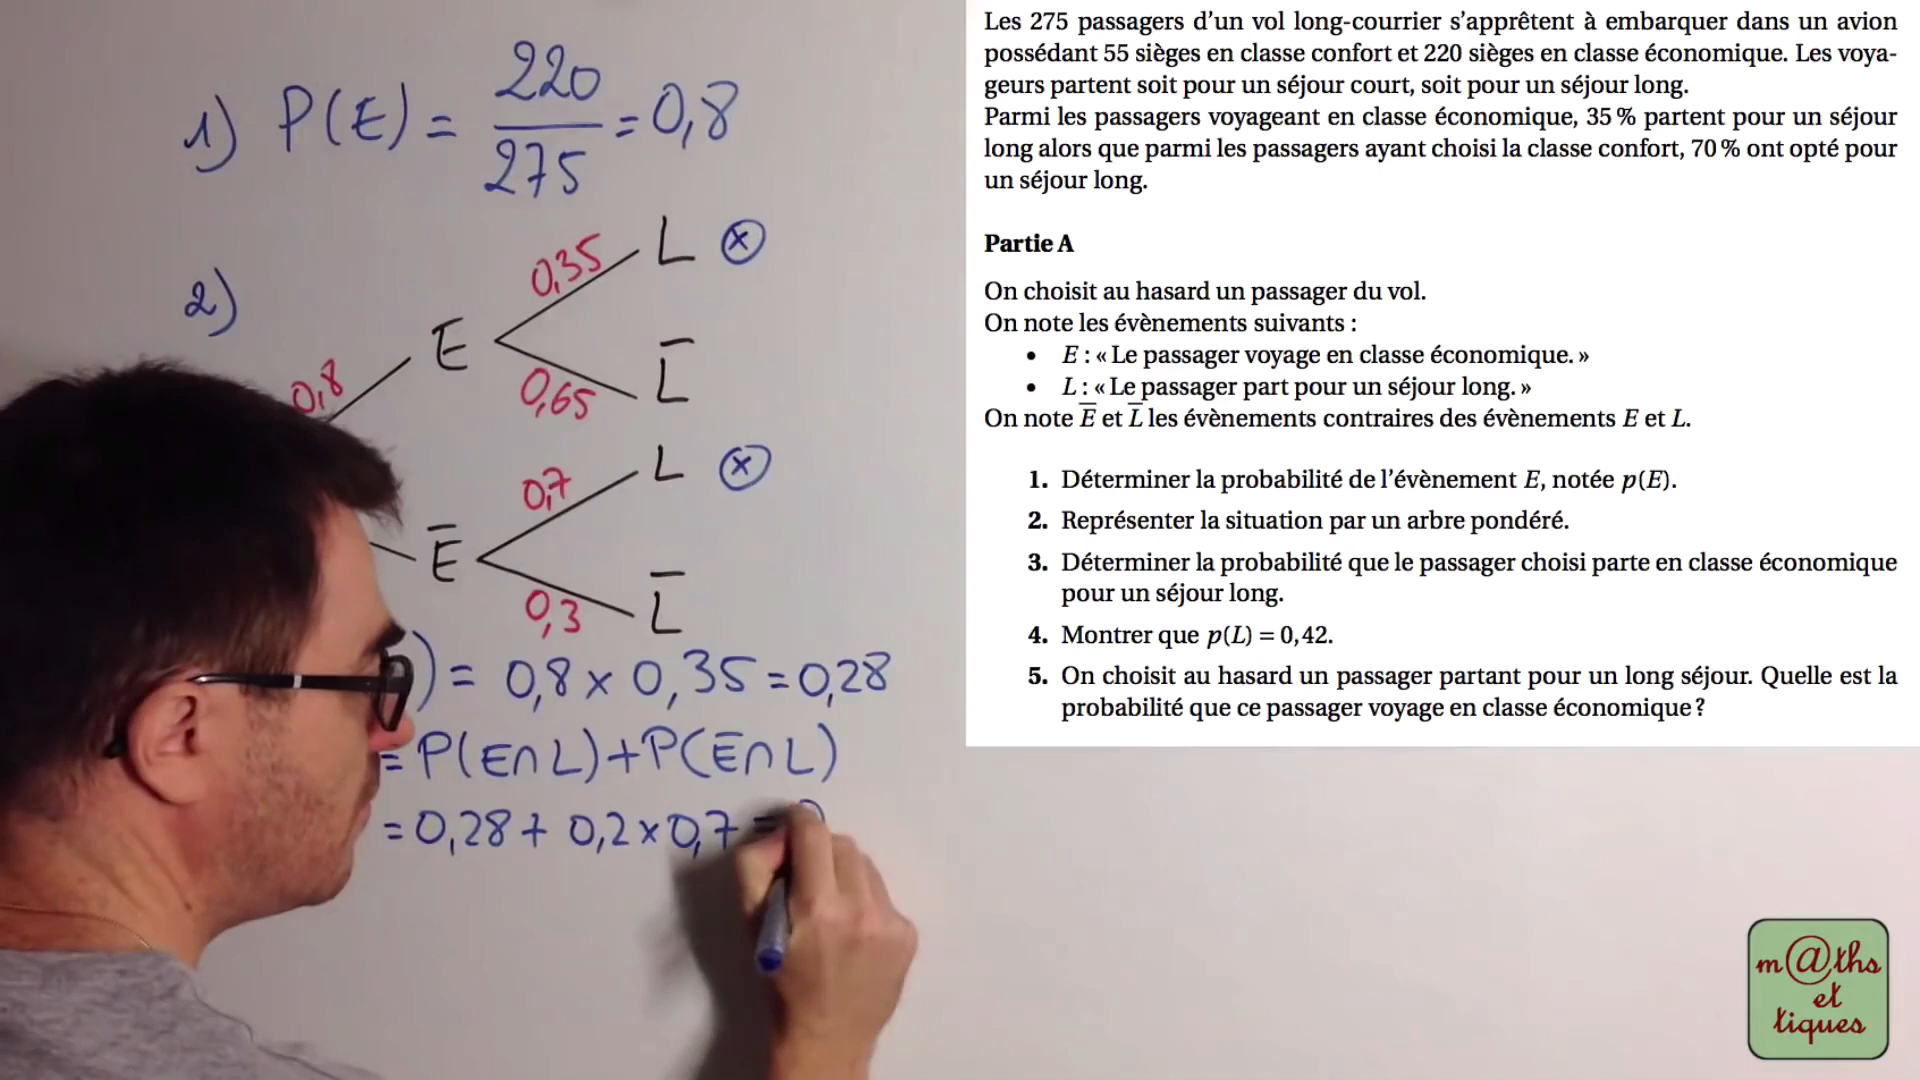 1) P(E) = 220/275 = 0,8
2)
0,8
E
0,35
L ⊗
0,65
L̅
E̅
0,7
L ⊗
0,3
L̅
) = 0,8 × 0,35 = 0,28
= P(E∩L) + P(E̅∩L)
= 0,28 + 0,2 × 0,7 =
Les 275 passagers d’un vol long-courrier s’apprêtent à embarquer dans un avion
possédant 55 sièges en classe confort et 220 sièges en classe économique. Les voya-
geurs partent soit pour un séjour court, soit pour un séjour long.
Parmi les passagers voyageant en classe économique, 35 % partent pour un séjour
long alors que parmi les passagers ayant choisi la classe confort, 70 % ont opté pour
un séjour long.
Partie A
On choisit au hasard un passager du vol.
On note les évènements suivants :
• E : « Le passager voyage en classe économique. »
• L : « Le passager part pour un séjour long. »
On note E̅ et L̅ les évènements contraires des évènements E et L.
1. Déterminer la probabilité de l’évènement E, notée p(E).
2. Représenter la situation par un arbre pondéré.
3. Déterminer la probabilité que le passager choisi parte en classe économique
pour un séjour long.
4. Montrer que p(L) = 0,42.
5. On choisit au hasard un passager partant pour un long séjour. Quelle est la
probabilité que ce passager voyage en classe économique ?
m@ths
et
tiques